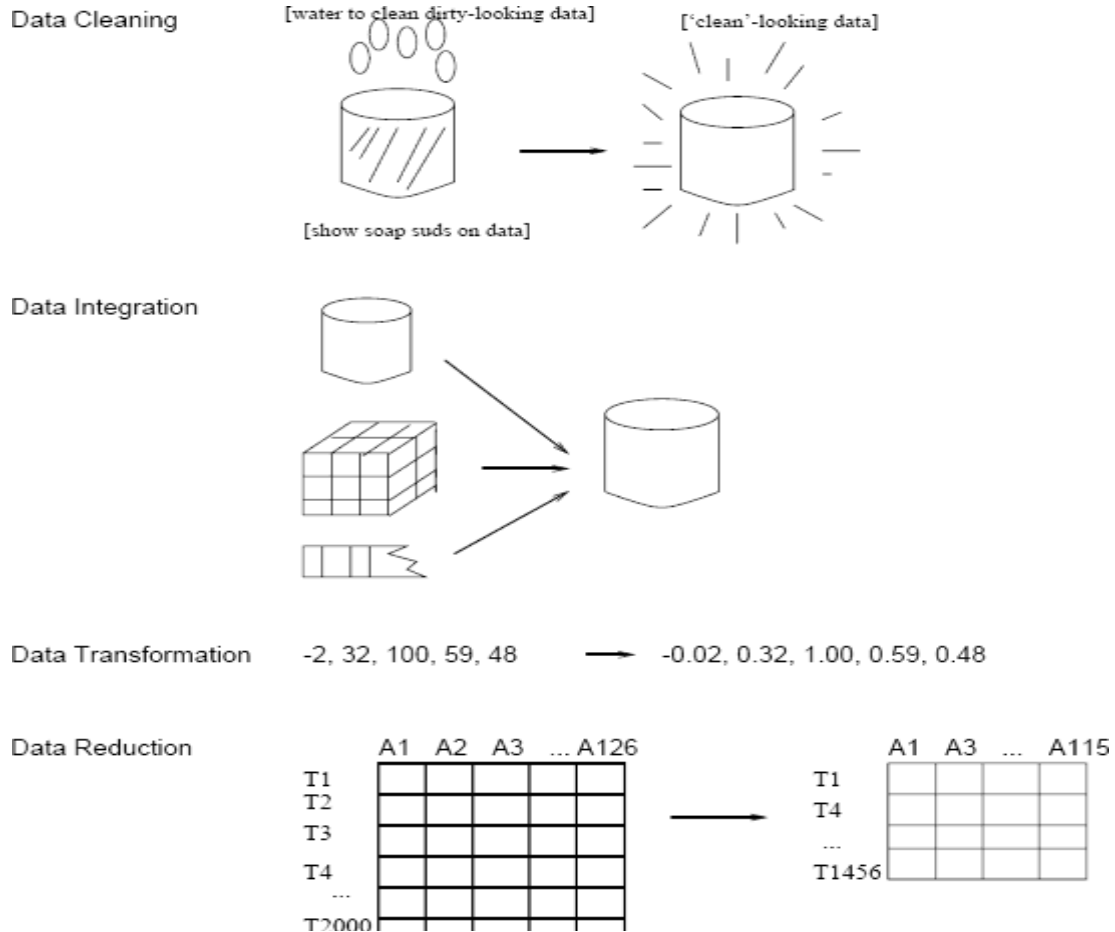 Data Cleaning
[water to clean dirty-looking data]
['clean'-looking data]
[show soap suds on data]
Data Integration
Data Transformation -2, 32, 100, 59, 48 -0.02, 0.32, 1.00, 0.59, 0.48
Data Reduction
A1 A2 A3 ... A126
T1
T2
T3
T4
...
T2000
A1 A3 ... A115
T1
T4
...
T1456